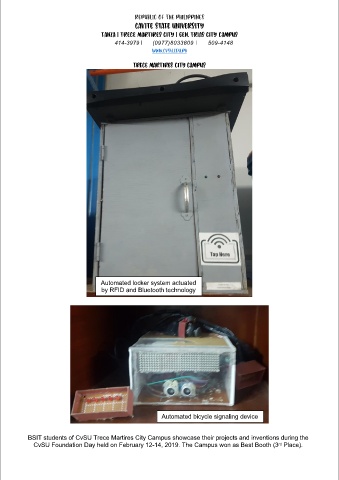 REPUBLIC OF THE PHILIPPINES
CAVITE STATE UNIVERSITY
TANZA | TRECE MARTIRES CITY | GEN. TRIAS CITY CAMPUS
414-3979 | (0977)8033809 | 509-4148
TRECE MARTIRES CITY CAMPUS
Tap Here
Automated locker system actuated
by RFID and Bluetooth technology
Automated bicycle signaling device
BSIT students of CvSU Trece Martires City Campus showcase their projects and inventions during the
CvSU Foundation Day held on February 12-14, 2019. The Campus won as Best Booth (3rd Place).